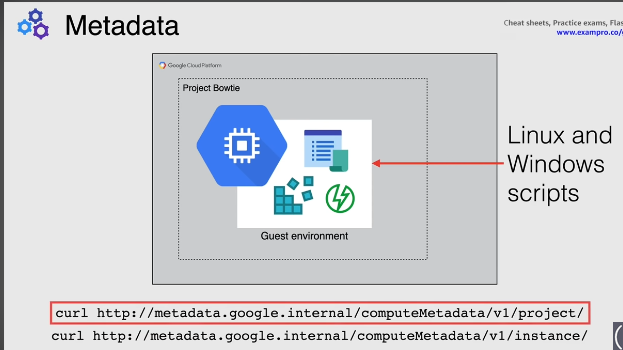 Metadata
Cheat sheets, Practice exams, Flas
www.exampro.co/
Google Cloud Platform
Project Bowtie
Linux and
Windows
scripts
Guest environment
curl http://metadata.google.internal/computeMetadata/v1/project/
curl http://metadata.google.internal/computeMetadata/v1/instance/